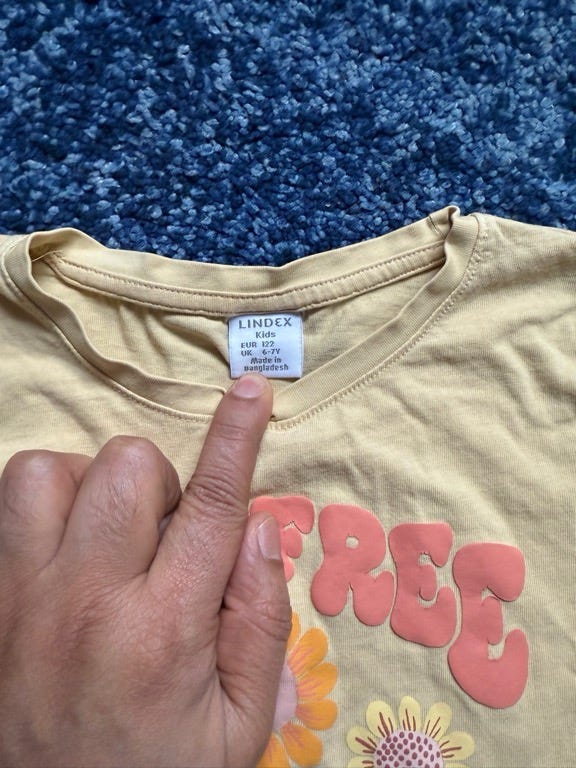 LINDEX
Kids
EUR 122
UK 6-7Y
Made in
Bangladesh
FREE